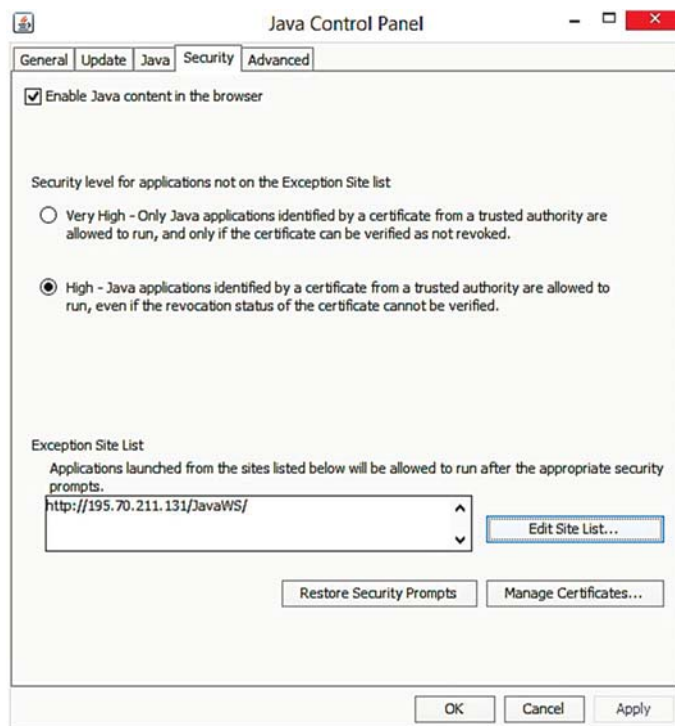 Java Control Panel
General Update Java Security Advanced
Enable Java content in the browser
Security level for applications not on the Exception Site list
Very High - Only Java applications identified by a certificate from a trusted authority are
allowed to run, and only if the certificate can be verified as not revoked.
High - Java applications identified by a certificate from a trusted authority are allowed to
run, even if the revocation status of the certificate cannot be verified.
Exception Site List
Applications launched from the sites listed below will be allowed to run after the appropriate security
prompts.
http://195.70.211.131/JavaWS/
Edit Site List...
Restore Security Prompts Manage Certificates...
OK Cancel Apply